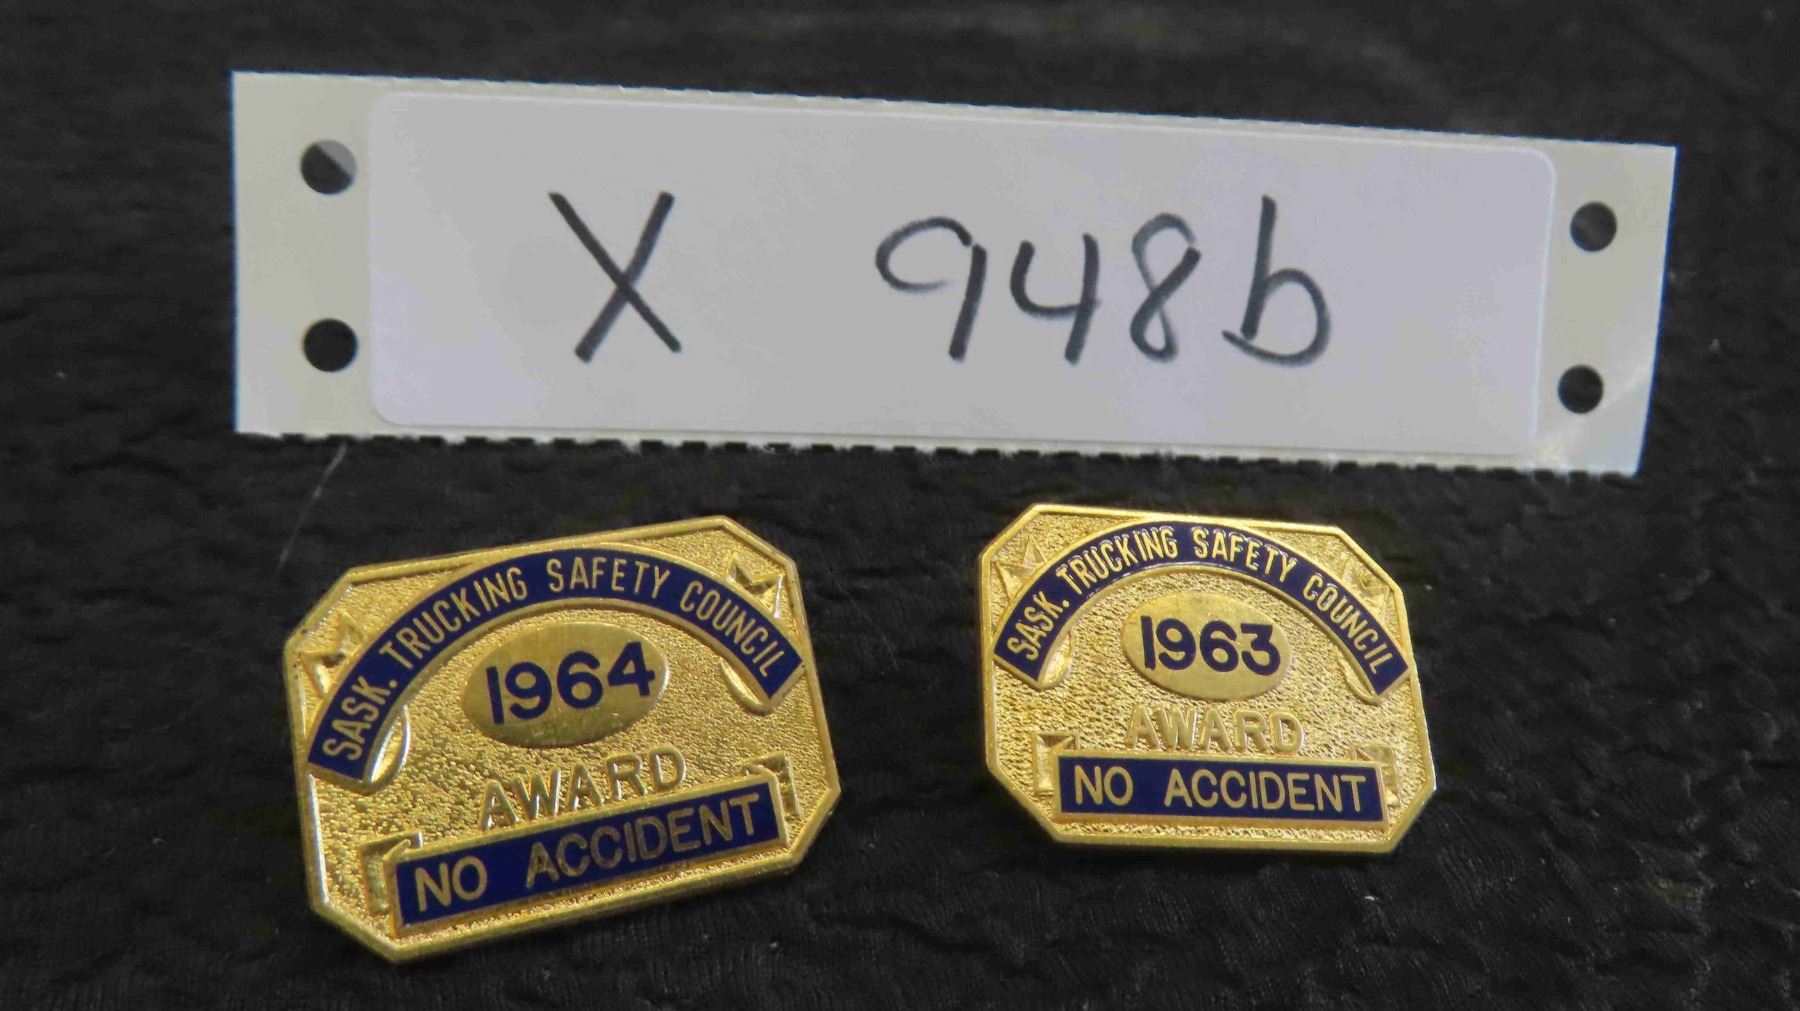 X 948b
SASK. TRUCKING SAFETY COUNCIL
1964
AWARD
NO ACCIDENT
SASK. TRUCKING SAFETY COUNCIL
1963
AWARD
NO ACCIDENT